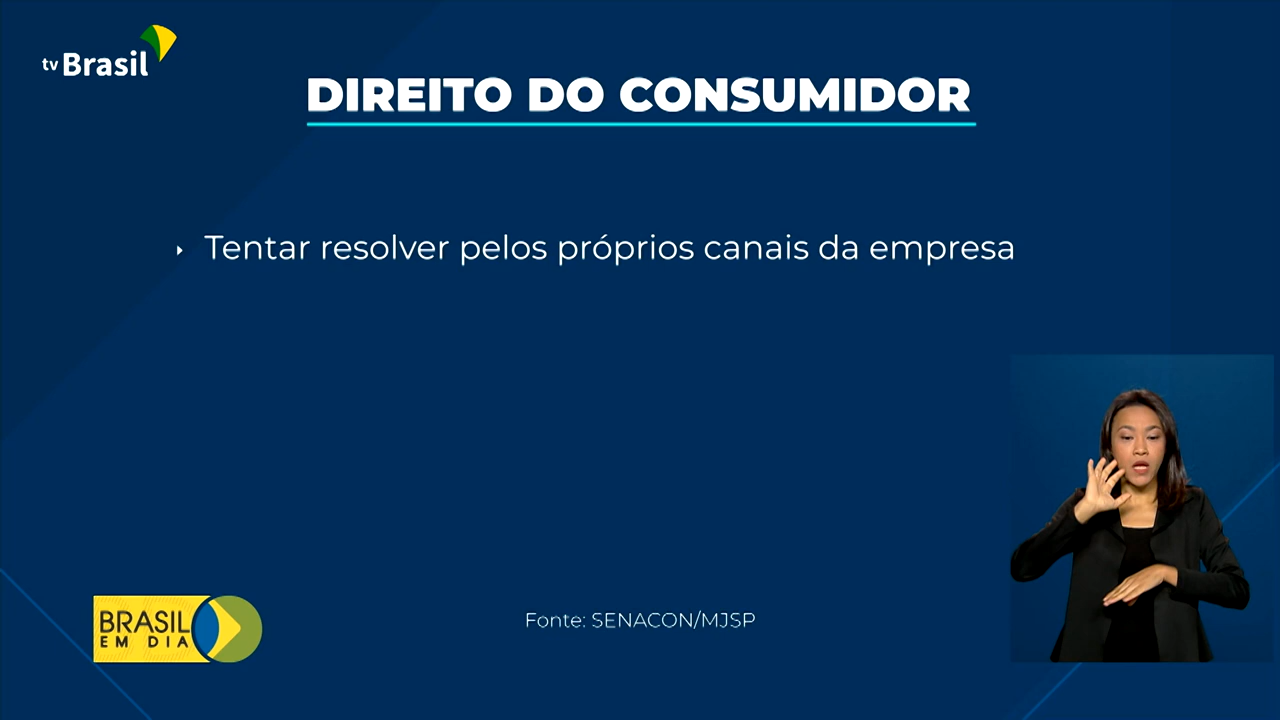 tv Brasil
DIREITO DO CONSUMIDOR
Tentar resolver pelos próprios canais da empresa
BRASIL
EM DIA
Fonte: SENACON/MJSP